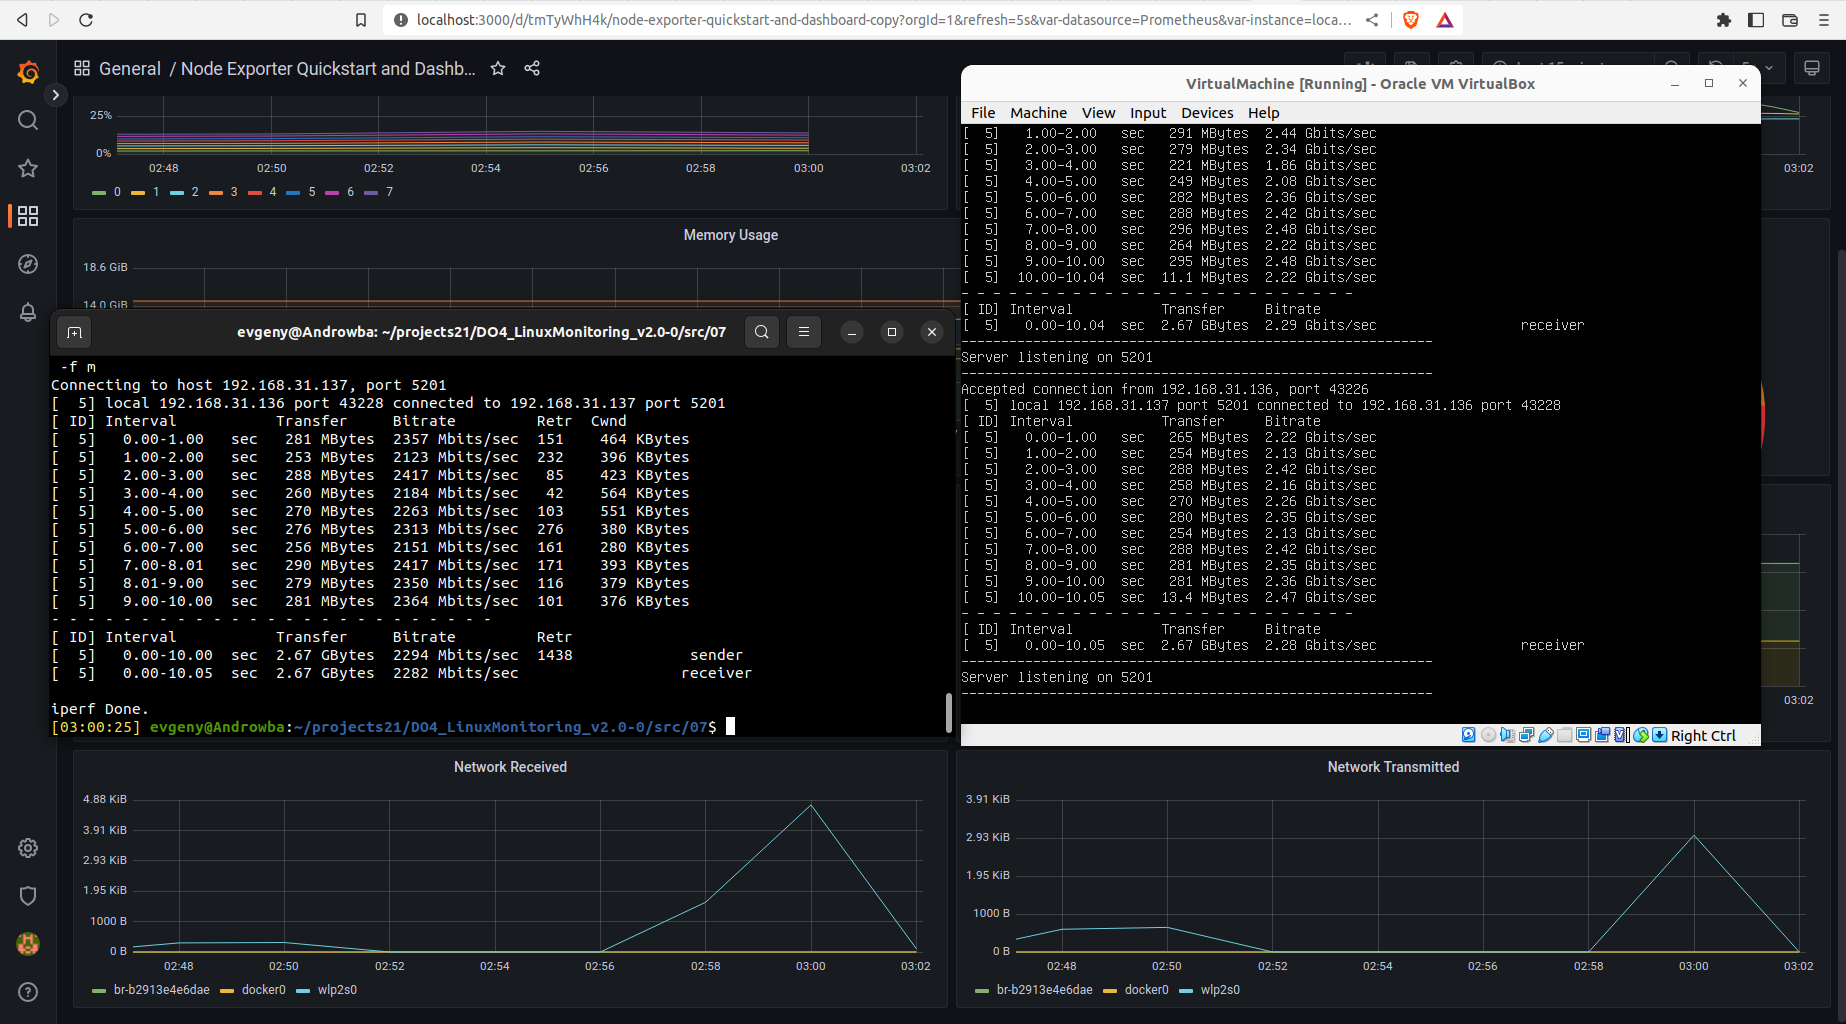 localhost:3000/d/tmTyWhH4k/node-exporter-quickstart-and-dashboard-copy?orgId=1&refresh=5s&var-datasource=Prometheus&var-instance=loca...
General / Node Exporter Quickstart and Dashb...
25%
0%
02:48 02:50 02:52 02:54 02:56 02:58 03:00 03:02
0 1 2 3 4 5 6 7
03:02
Memory Usage
18.6 GiB
14.0 GiB
evgeny@Androwba: ~/projects21/DO4_LinuxMonitoring_v2.0-0/src/07
-f m
Connecting to host 192.168.31.137, port 5201
[  5] local 192.168.31.136 port 43228 connected to 192.168.31.137 port 5201
[ ID] Interval           Transfer     Bitrate         Retr  Cwnd
[  5]   0.00-1.00   sec   281 MBytes  2357 Mbits/sec  151    464 KBytes
[  5]   1.00-2.00   sec   253 MBytes  2123 Mbits/sec  232    396 KBytes
[  5]   2.00-3.00   sec   288 MBytes  2417 Mbits/sec   85    423 KBytes
[  5]   3.00-4.00   sec   260 MBytes  2184 Mbits/sec   42    564 KBytes
[  5]   4.00-5.00   sec   270 MBytes  2263 Mbits/sec  103    551 KBytes
[  5]   5.00-6.00   sec   276 MBytes  2313 Mbits/sec  276    380 KBytes
[  5]   6.00-7.00   sec   256 MBytes  2151 Mbits/sec  161    280 KBytes
[  5]   7.00-8.01   sec   290 MBytes  2417 Mbits/sec  171    393 KBytes
[  5]   8.01-9.00   sec   279 MBytes  2350 Mbits/sec  116    379 KBytes
[  5]   9.00-10.00  sec   281 MBytes  2364 Mbits/sec  101    376 KBytes
- - - - - - - - - - - - - - - - - - - - - - - - -
[ ID] Interval           Transfer     Bitrate         Retr
[  5]   0.00-10.00  sec  2.67 GBytes  2294 Mbits/sec  1438             sender
[  5]   0.00-10.05  sec  2.67 GBytes  2282 Mbits/sec                  receiver
iperf Done.
[03:00:25] evgeny@Androwba:~/projects21/DO4_LinuxMonitoring_v2.0-0/src/07$
VirtualMachine [Running] - Oracle VM VirtualBox
File Machine View Input Devices Help
[  5]   1.00-2.00   sec   291 MBytes  2.44 Gbits/sec
[  5]   2.00-3.00   sec   279 MBytes  2.34 Gbits/sec
[  5]   3.00-4.00   sec   221 MBytes  1.86 Gbits/sec
[  5]   4.00-5.00   sec   249 MBytes  2.08 Gbits/sec
[  5]   5.00-6.00   sec   282 MBytes  2.36 Gbits/sec
[  5]   6.00-7.00   sec   288 MBytes  2.42 Gbits/sec
[  5]   7.00-8.00   sec   296 MBytes  2.48 Gbits/sec
[  5]   8.00-9.00   sec   264 MBytes  2.22 Gbits/sec
[  5]   9.00-10.00  sec   295 MBytes  2.48 Gbits/sec
[  5]  10.00-10.04  sec  11.1 MBytes  2.22 Gbits/sec
- - - - - - - - - - - - - - - - - - - - - - - - -
[ ID] Interval           Transfer     Bitrate
[  5]   0.00-10.04  sec  2.67 GBytes  2.29 Gbits/sec                  receiver
-----------------------------------------------------------
Server listening on 5201
-----------------------------------------------------------
Accepted connection from 192.168.31.136, port 43226
[  5] local 192.168.31.137 port 5201 connected to 192.168.31.136 port 43228
[ ID] Interval           Transfer     Bitrate
[  5]   0.00-1.00   sec   265 MBytes  2.22 Gbits/sec
[  5]   1.00-2.00   sec   254 MBytes  2.13 Gbits/sec
[  5]   2.00-3.00   sec   288 MBytes  2.42 Gbits/sec
[  5]   3.00-4.00   sec   258 MBytes  2.16 Gbits/sec
[  5]   4.00-5.00   sec   270 MBytes  2.26 Gbits/sec
[  5]   5.00-6.00   sec   280 MBytes  2.35 Gbits/sec
[  5]   6.00-7.00   sec   254 MBytes  2.13 Gbits/sec
[  5]   7.00-8.00   sec   288 MBytes  2.42 Gbits/sec
[  5]   8.00-9.00   sec   281 MBytes  2.35 Gbits/sec
[  5]   9.00-10.00  sec   281 MBytes  2.36 Gbits/sec
[  5]  10.00-10.05  sec  13.4 MBytes  2.47 Gbits/sec
- - - - - - - - - - - - - - - - - - - - - - - - -
[ ID] Interval           Transfer     Bitrate
[  5]   0.00-10.05  sec  2.67 GBytes  2.28 Gbits/sec                  receiver
-----------------------------------------------------------
Server listening on 5201
-----------------------------------------------------------
Right Ctrl
03:02
Network Received
4.88 KiB
3.91 KiB
2.93 KiB
1.95 KiB
1000 B
0 B
02:48 02:50 02:52 02:54 02:56 02:58 03:00 03:02
br-b2913e4e6dae docker0 wlp2s0
Network Transmitted
3.91 KiB
2.93 KiB
1.95 KiB
1000 B
0 B
02:48 02:50 02:52 02:54 02:56 02:58 03:00 03:02
br-b2913e4e6dae docker0 wlp2s0